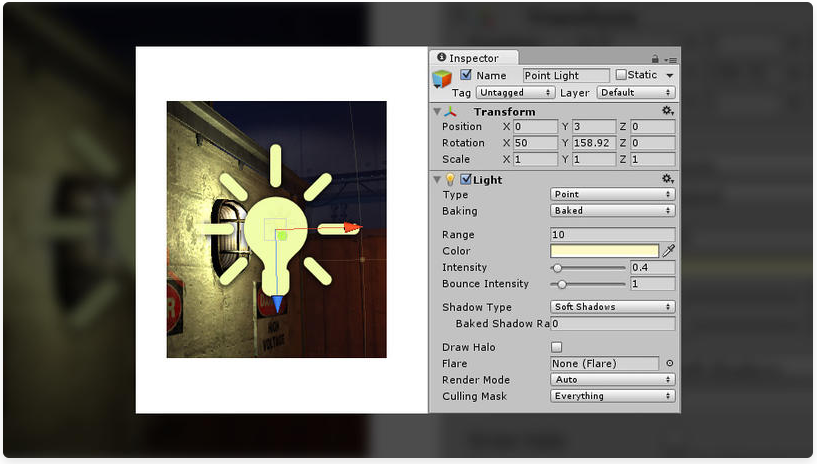 Inspector
Name Point Light Static
Tag Untagged Layer Default
Transform
Position X 0 Y 3 Z 0
Rotation X 50 Y 158.92 Z 0
Scale X 1 Y 1 Z 1
Light
Type Point
Baking Baked
Range 10
Color
Intensity 0.4
Bounce Intensity 1
Shadow Type Soft Shadows
Baked Shadow Ra 0
Draw Halo
Flare None (Flare)
Render Mode Auto
Culling Mask Everything
HIGH
VOLTAGE